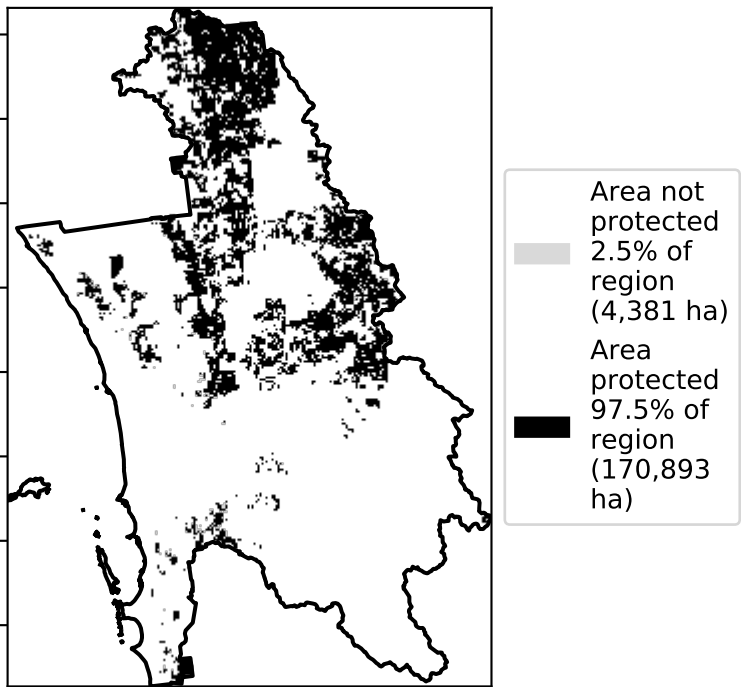 Area not
protected
2.5% of
region
(4,381 ha)
Area
protected
97.5% of
region
(170,893
ha)